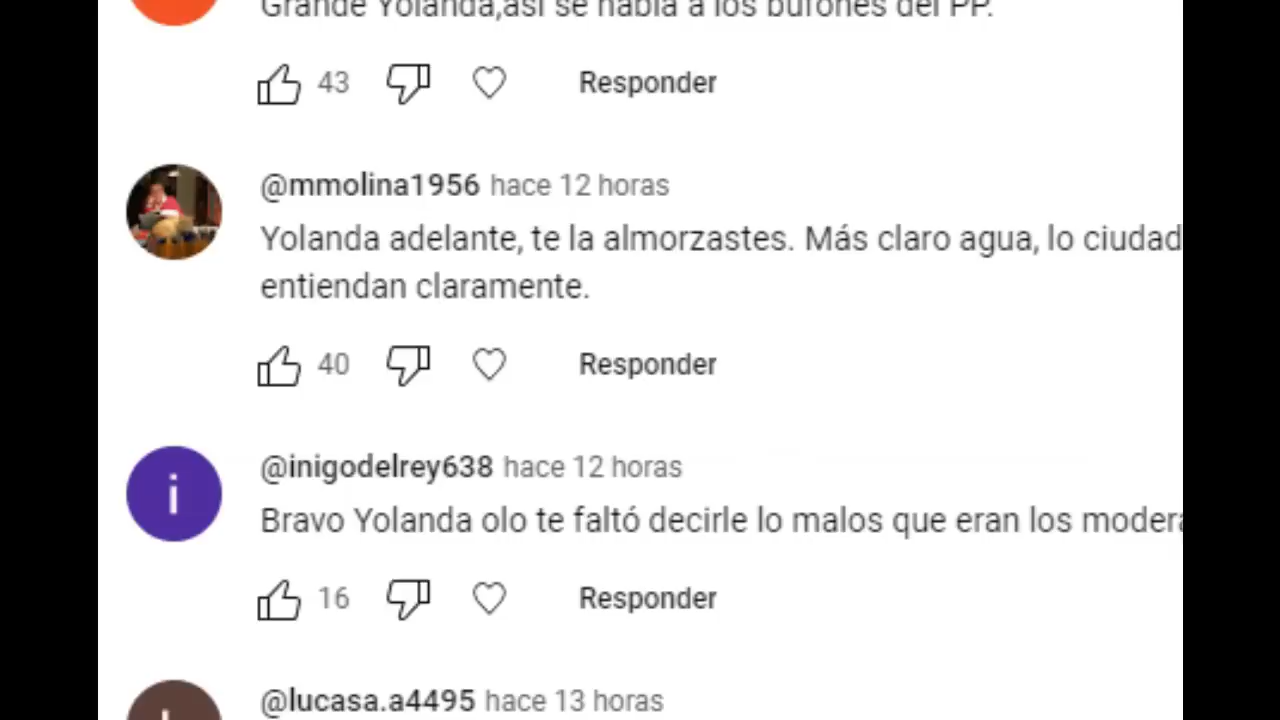 Grande Yolanda,así se habla a los bufones del PP.
43 Responder
@mmolina1956 hace 12 horas
Yolanda adelante, te la almorzastes. Más claro agua, lo ciudad
entiendan claramente.
40 Responder
i
@inigodelrey638 hace 12 horas
Bravo Yolanda olo te faltó decirle lo malos que eran los modera
16 Responder
@lucasa.a4495 hace 13 horas